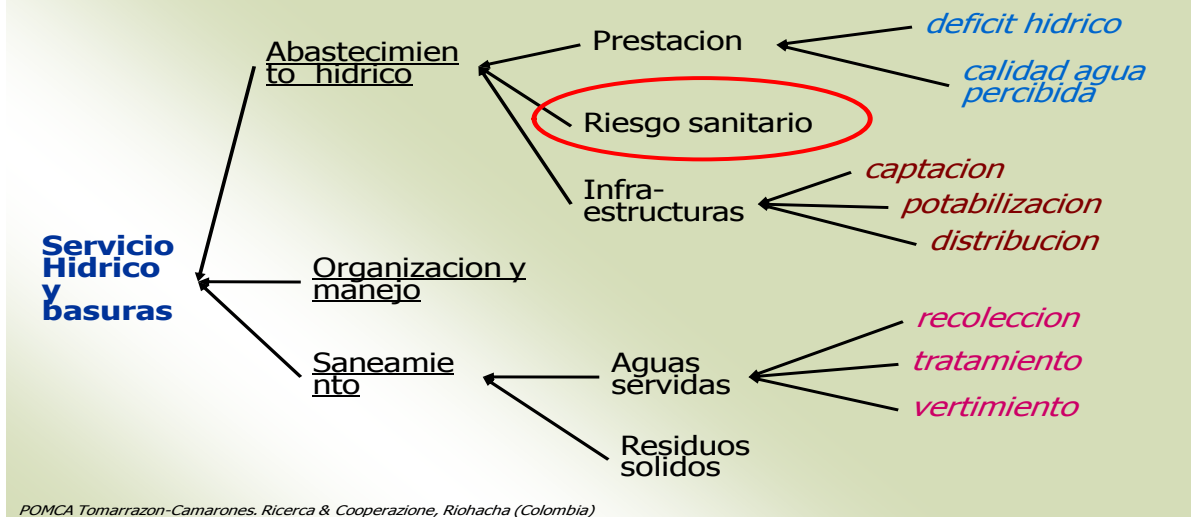 Abastecimien
to hidrico
Prestacion
deficit hidrico
calidad agua
percibida
Riesgo sanitario
Infra-
estructuras
captacion
potabilizacion
distribucion
Servicio
Hidrico
y
basuras
Organizacion y
manejo
Saneamie
nto
Aguas
servidas
recoleccion
tratamiento
vertimiento
Residuos
solidos
POMCA Tomarrazon-Camarones. Ricerca & Cooperazione, Riohacha (Colombia)